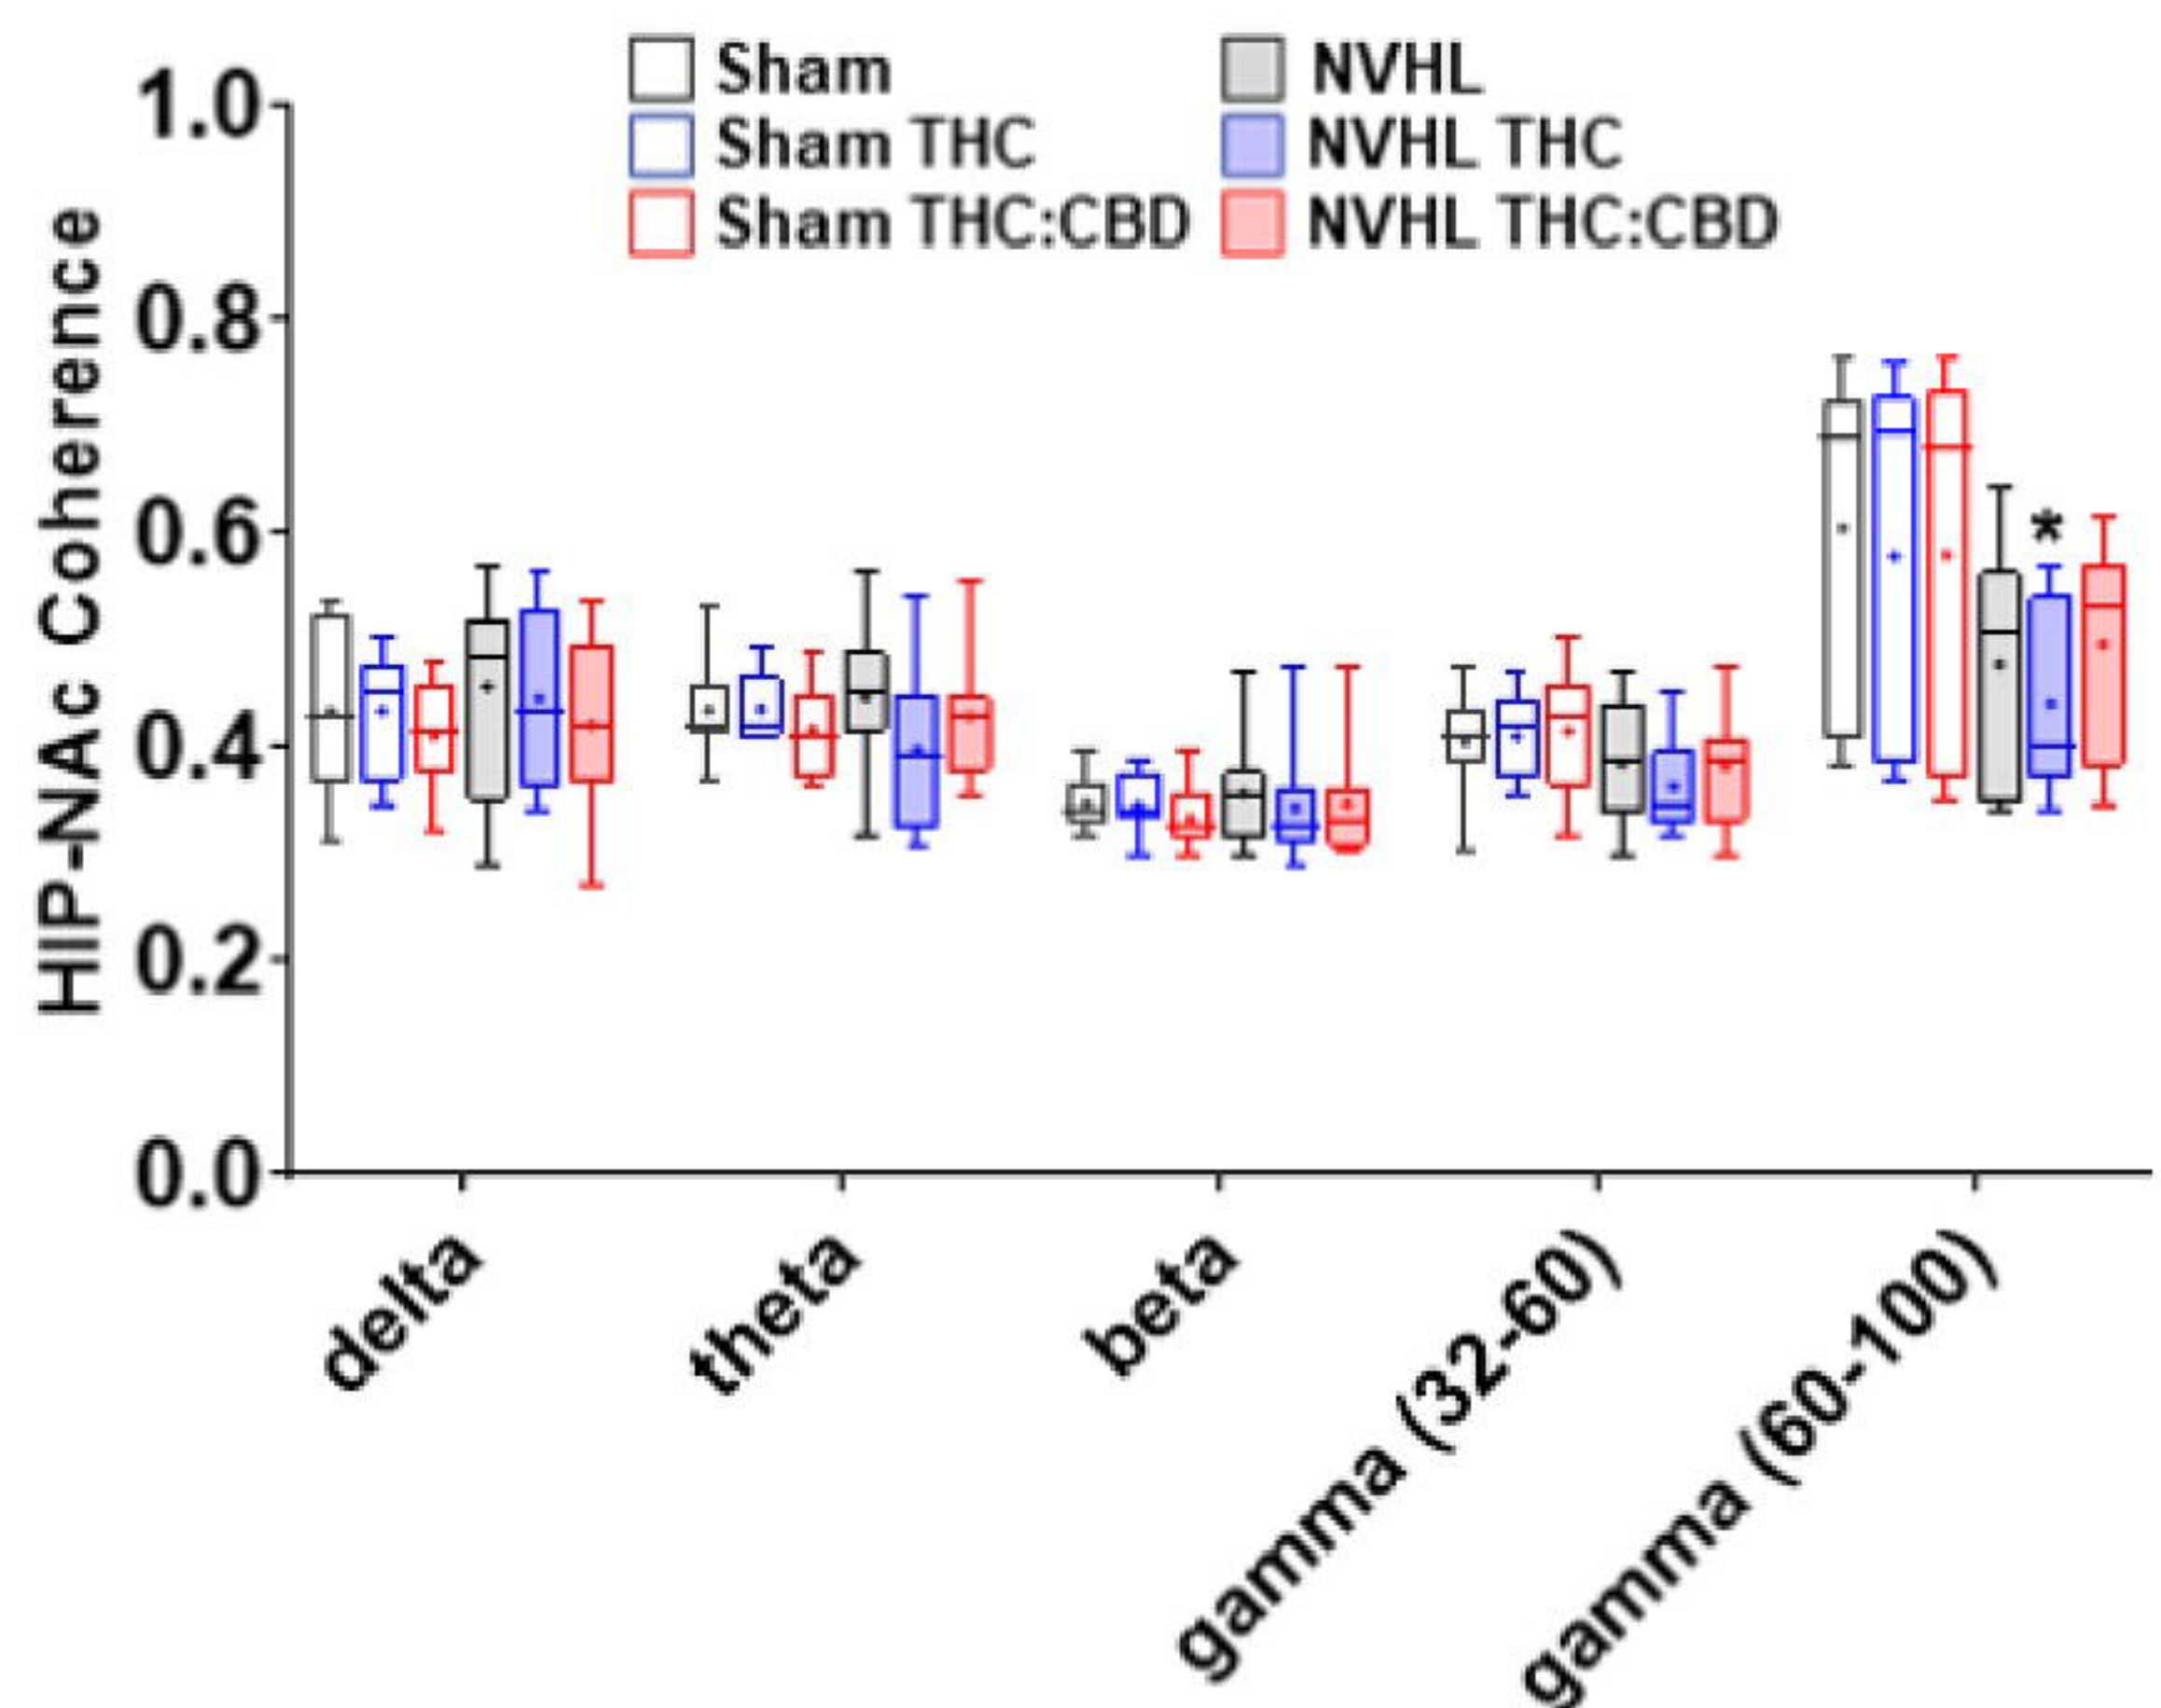 Sham
NVHL
Sham THC
NVHL THC
Sham THC:CBD
NVHL THC:CBD
HIP-NAc Coherence
1.0
0.8
0.6
0.4
0.2
0.0
*
delta
theta
beta
gamma (32-60)
gamma (60-100)